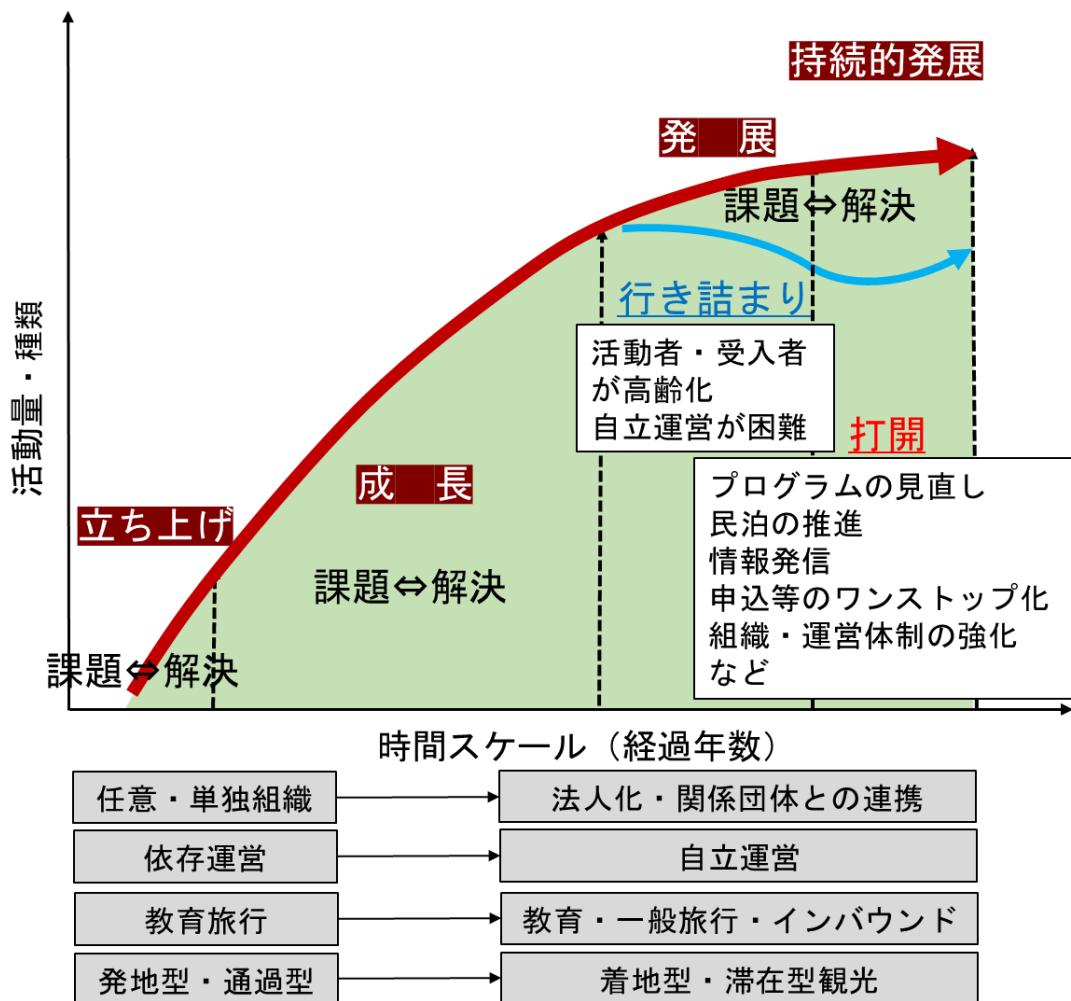 持続的発展
発 展
課題⇔解決
行き詰まり
活動者・受入者
が高齢化
自立運営が困難
打開
プログラムの見直し
民泊の推進
情報発信
申込等のワンストップ化
組織・運営体制の強化
など
成 長
課題⇔解決
立ち上げ
課題⇔解決
活動量・種類
時間スケール（経過年数）
任意・単独組織
法人化・関係団体との連携
依存運営
自立運営
教育旅行
教育・一般旅行・インバウンド
発地型・通過型
着地型・滞在型観光